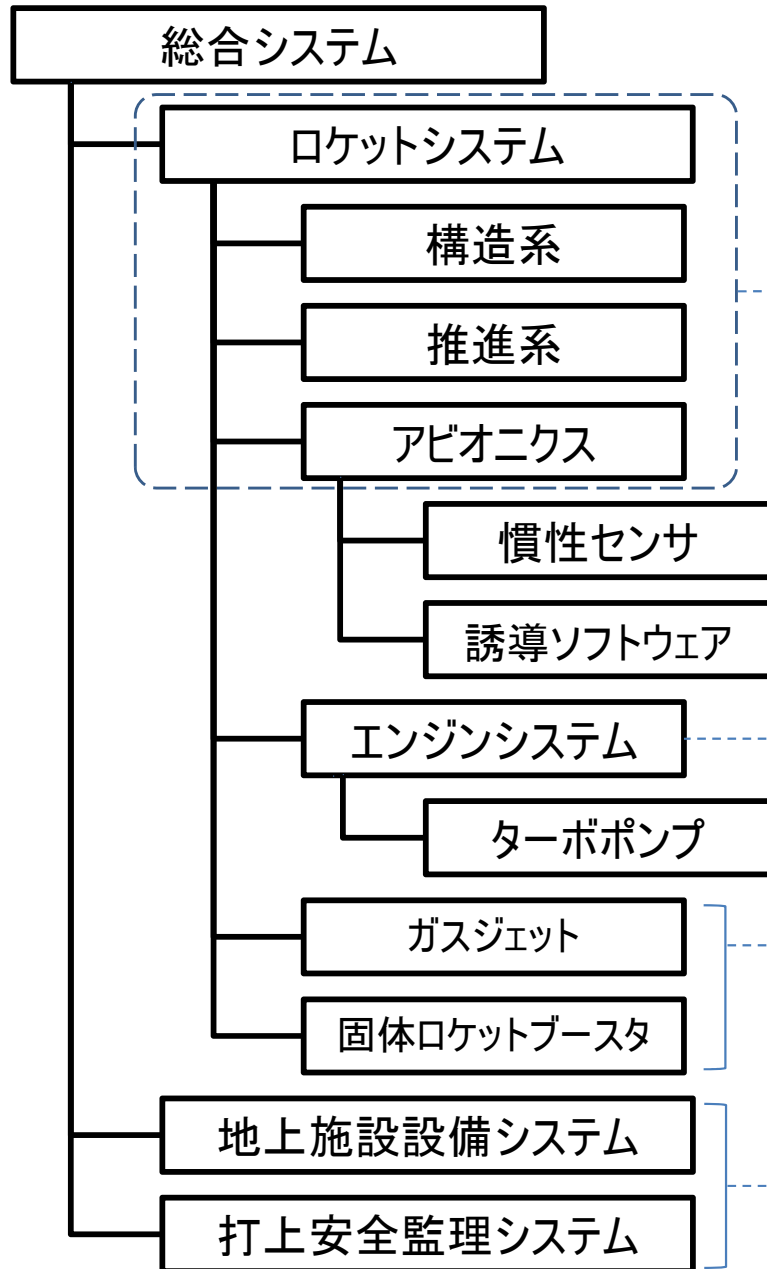 総合システム
ロケットシステム
構造系
推進系
アビオニクス
慣性センサ
誘導ソフトウェア
エンジンシステム
ターボポンプ
ガスジェット
固体ロケットブースタ
地上施設設備システム
打上安全監理システム